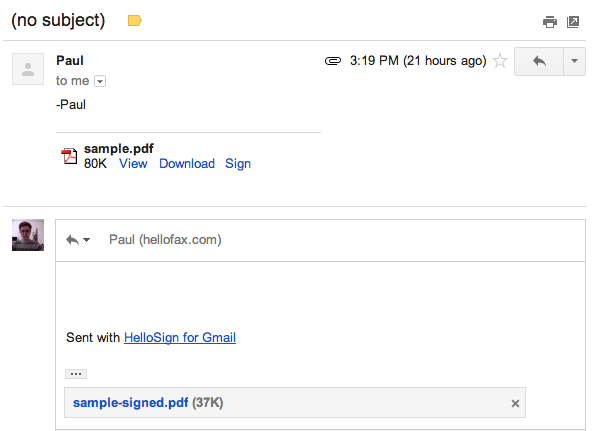 (no subject)
Paul
3:19 PM (21 hours ago)
to me
-Paul
sample.pdf
80K View Download Sign
Paul (hellofax.com)
Sent with HelloSign for Gmail
...
sample-signed.pdf (37K)
×